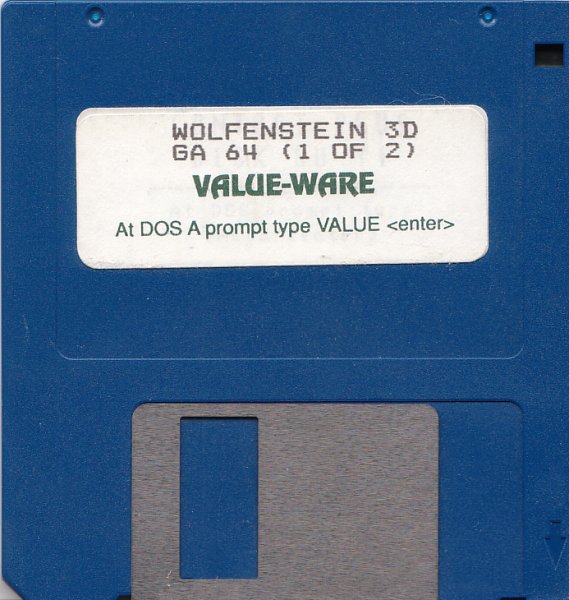 WOLFENSTEIN 3D
GA 64 (1 OF 2)
VALUE-WARE
At DOS A prompt type VALUE <enter>